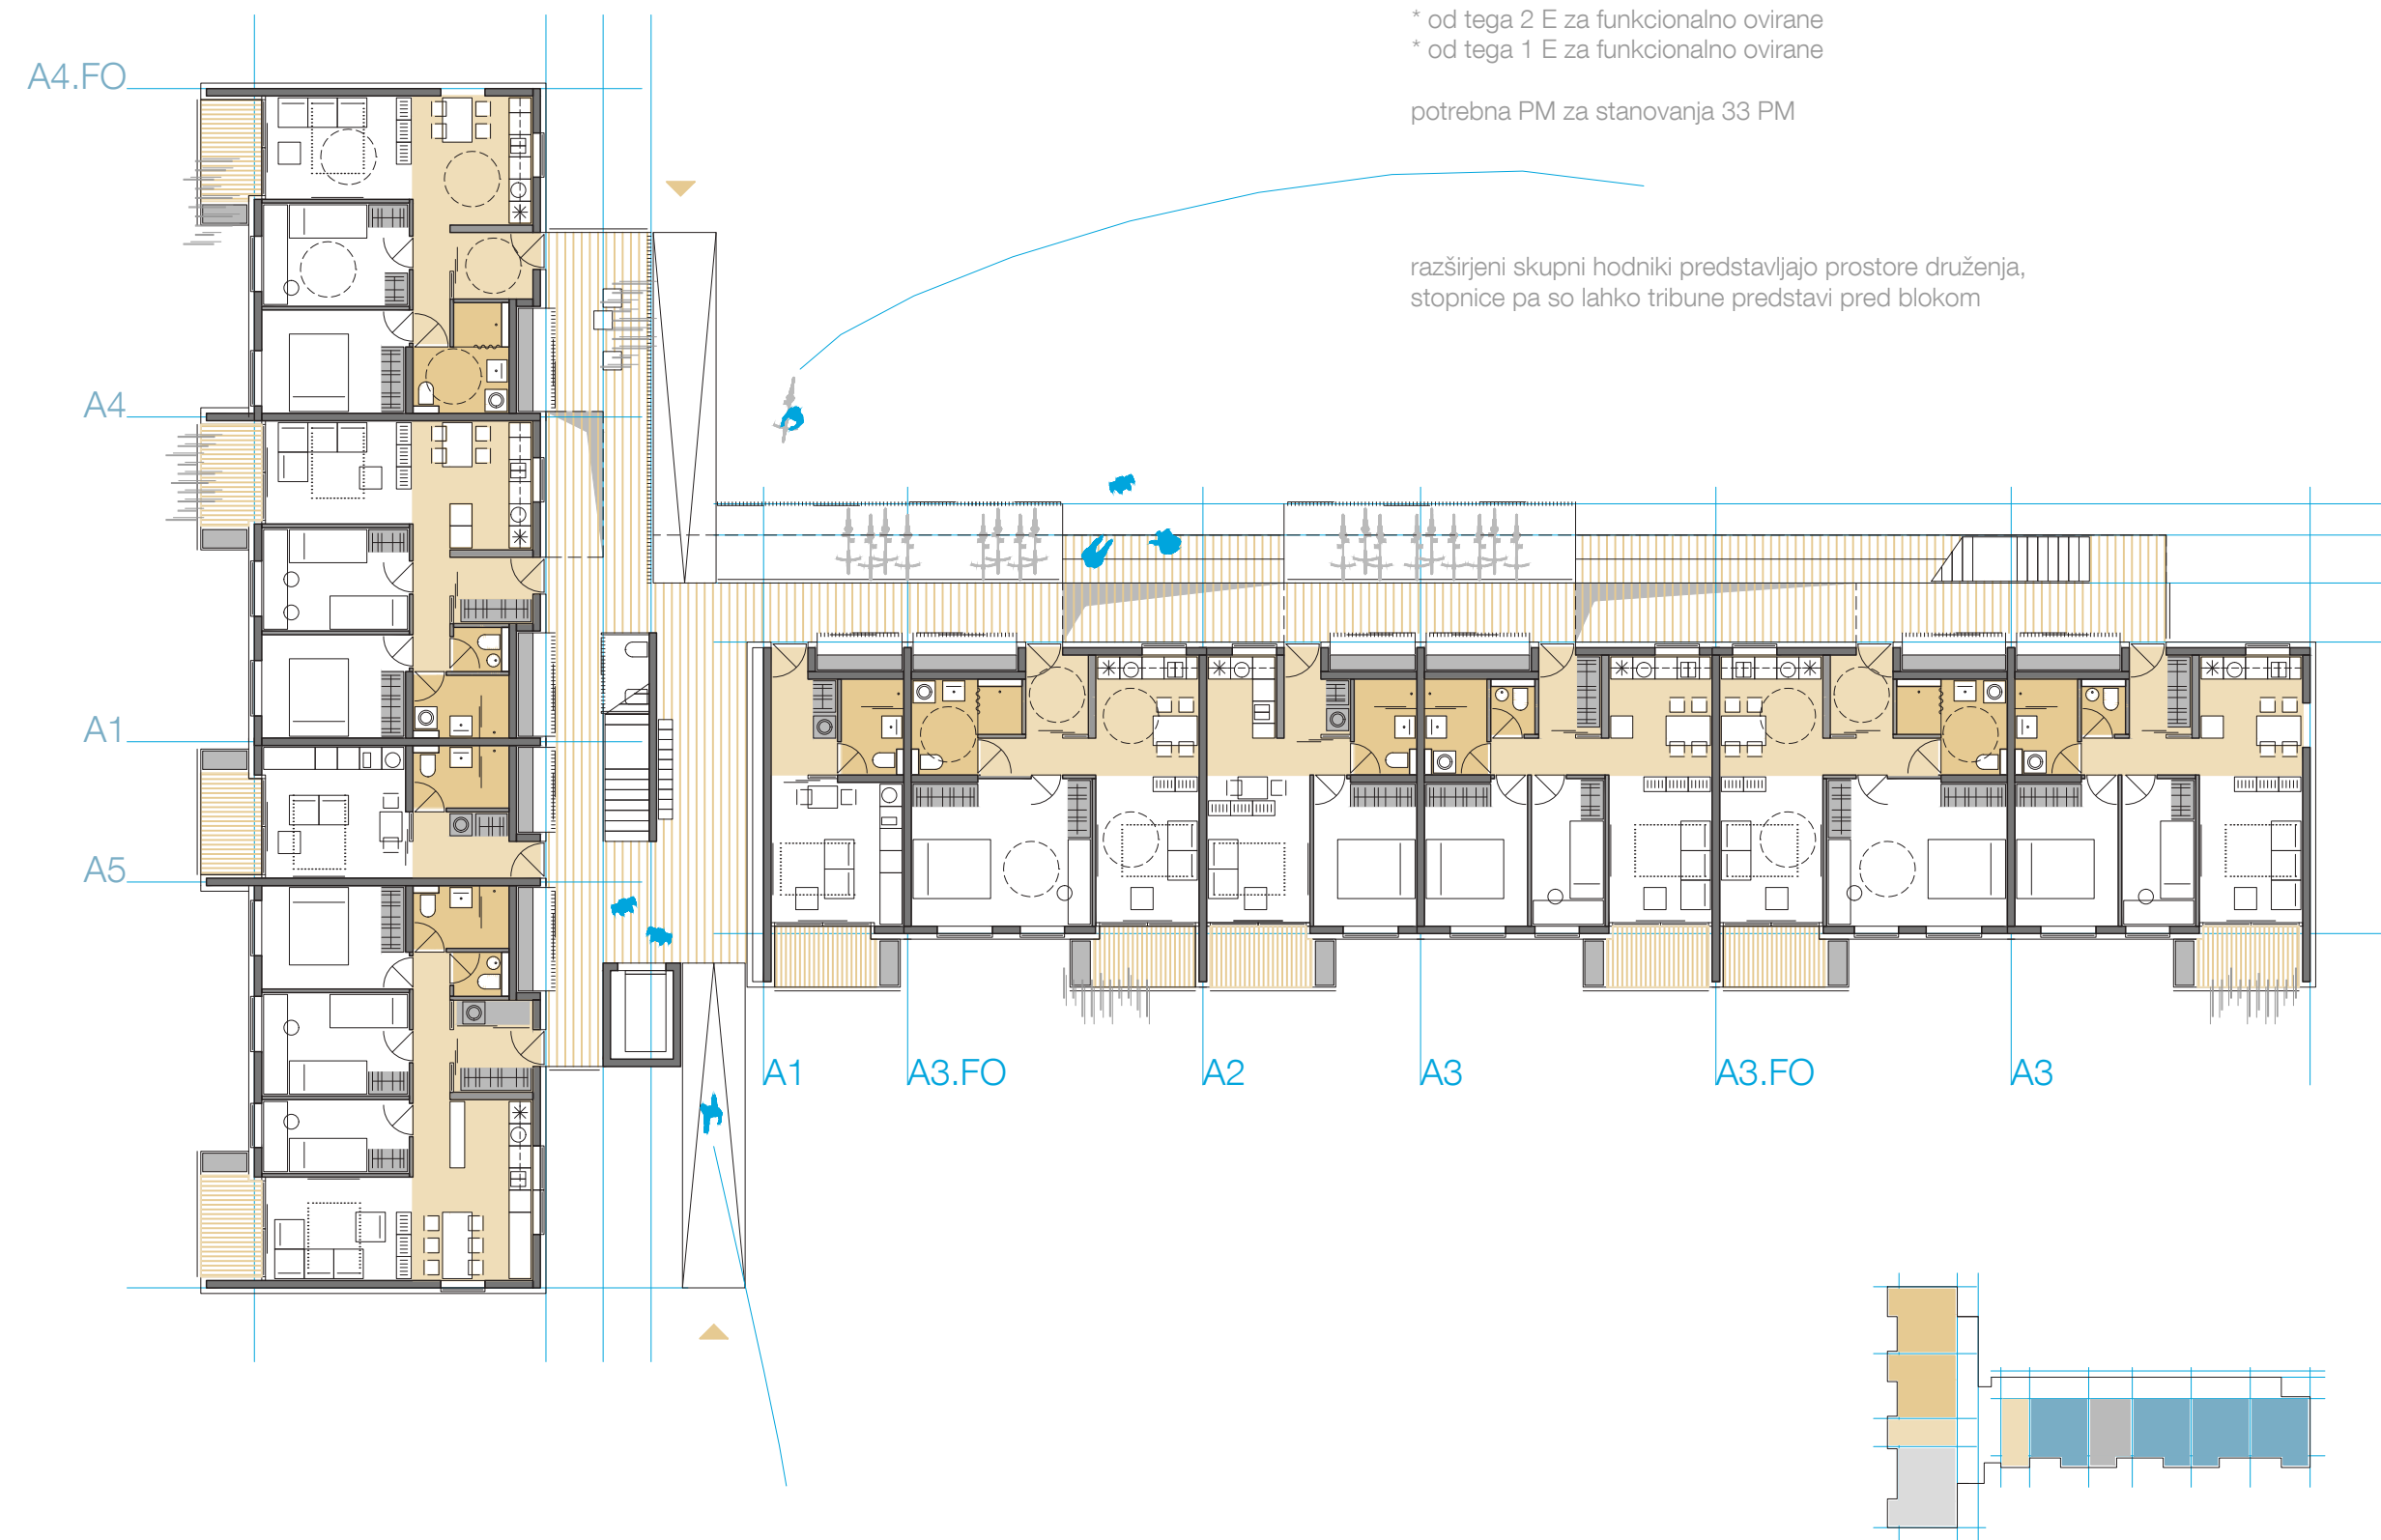 * od tega 2 E za funkcionalno ovirane
* od tega 1 E za funkcionalno ovirane
potrebna PM za stanovanja 33 PM
razširjeni skupni hodniki predstavljajo prostore druženja,
stopnice pa so lahko tribune predstavi pred blokom
A4.FO
A4
A1
A5
A1
A3.FO
A2
A3
A3.FO
A3